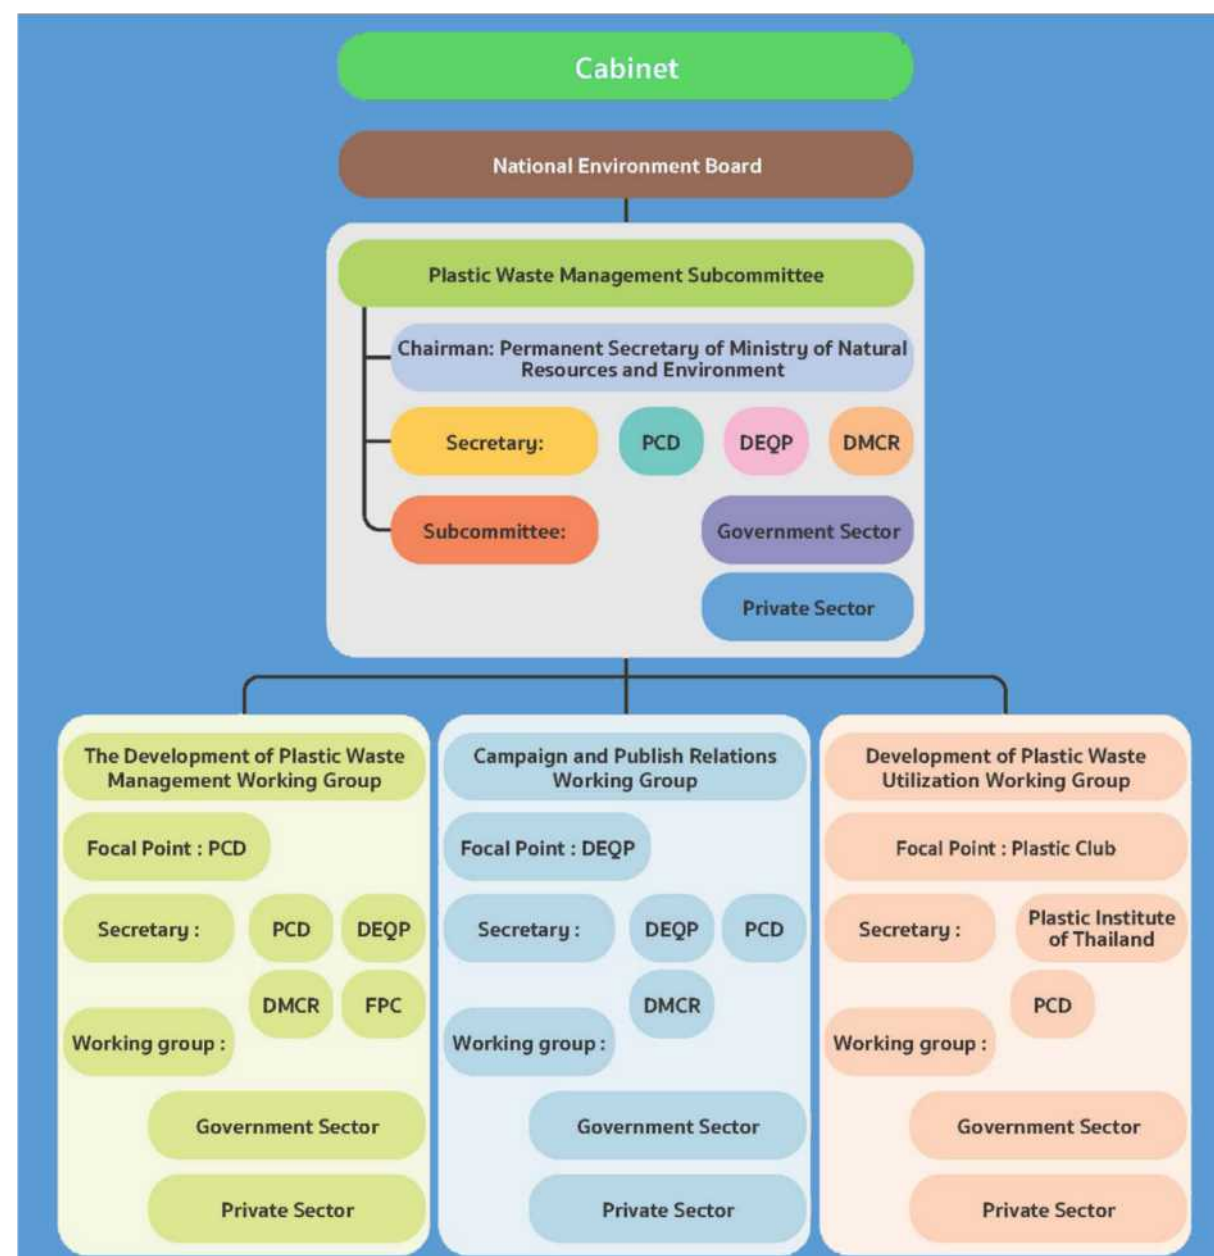 Cabinet
National Environment Board
Plastic Waste Management Subcommittee
Chairman: Permanent Secretary of Ministry of Natural
Resources and Environment
Secretary:
PCD
DEQP
DMCR
Subcommittee:
Government Sector
Private Sector
The Development of Plastic Waste
Management Working Group
Focal Point : PCD
Secretary :
PCD
DEQP
DMCR
FPC
Working group :
Government Sector
Private Sector
Campaign and Publish Relations
Working Group
Focal Point : DEQP
Secretary :
DEQP
PCD
DMCR
Working group :
Government Sector
Private Sector
Development of Plastic Waste
Utilization Working Group
Focal Point : Plastic Club
Secretary :
Plastic Institute
of Thailand
PCD
Working group :
Government Sector
Private Sector